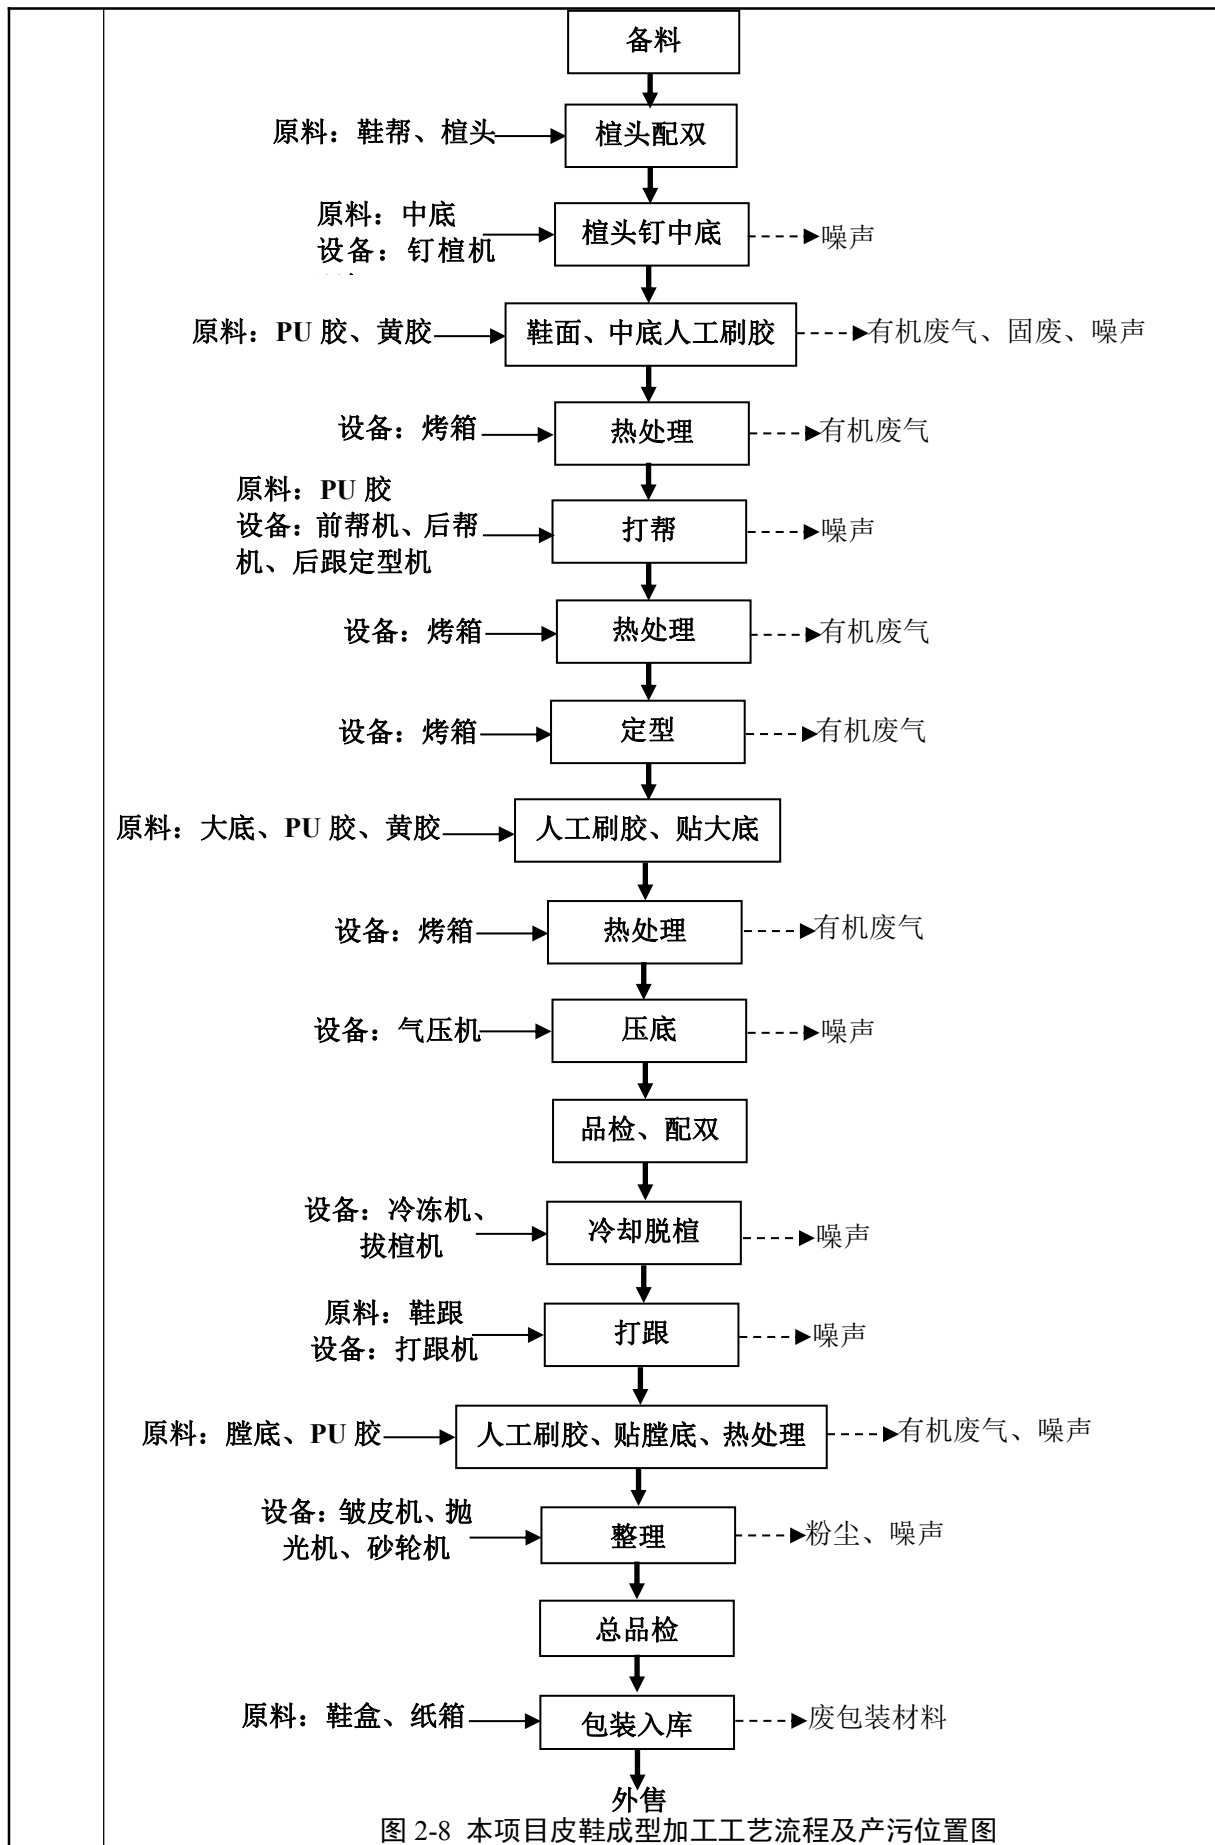 备料
原料：鞋帮、楦头
楦头配双
原料：中底
设备：钉楦机
楦头钉中底
噪声
原料：PU 胶、黄胶
鞋面、中底人工刷胶
有机废气、固废、噪声
设备：烤箱
热处理
有机废气
原料：PU 胶
设备：前帮机、后帮
机、后跟定型机
打帮
噪声
设备：烤箱
热处理
有机废气
设备：烤箱
定型
有机废气
原料：大底、PU 胶、黄胶
人工刷胶、贴大底
设备：烤箱
热处理
有机废气
设备：气压机
压底
噪声
品检、配双
设备：冷冻机、
拔楦机
冷却脱楦
噪声
原料：鞋跟
设备：打跟机
打跟
噪声
原料：膛底、PU 胶
人工刷胶、贴膛底、热处理
有机废气、噪声
设备：皱皮机、抛
光机、砂轮机
整理
粉尘、噪声
总品检
原料：鞋盒、纸箱
包装入库
废包装材料
外售
图 2-8 本项目皮鞋成型加工工艺流程及产污位置图